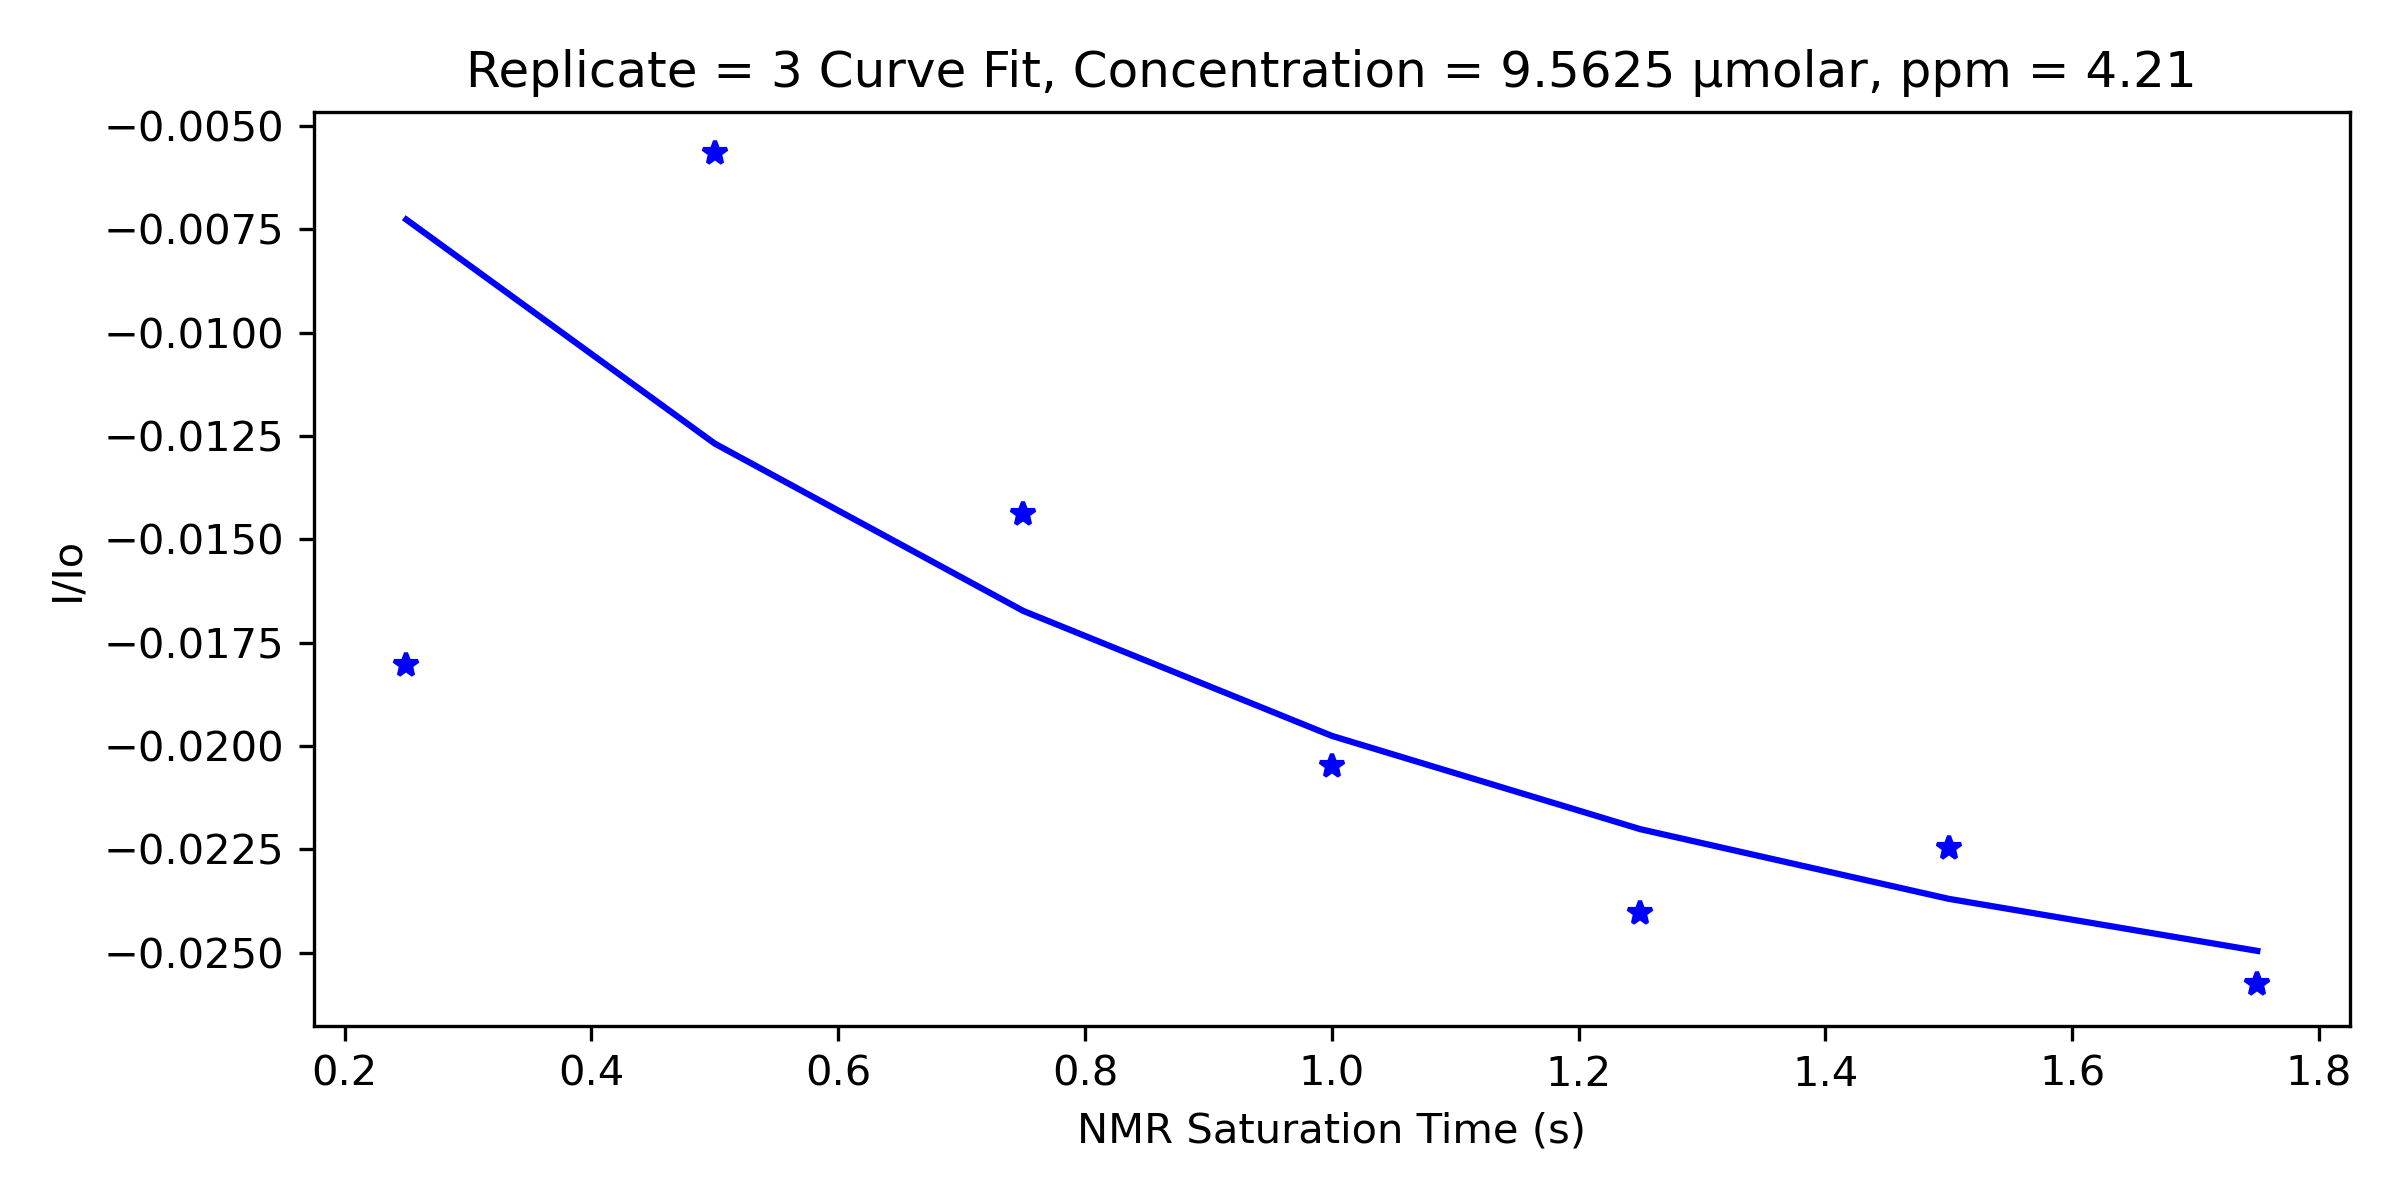 Replicate = 3 Curve Fit, Concentration = 9.5625 µmolar, ppm = 4.21
−0.0050
−0.0075
−0.0100
−0.0125
−0.0150
−0.0175
−0.0200
−0.0225
−0.0250
I/Io
0.2 0.4 0.6 0.8 1.0 1.2 1.4 1.6 1.8
NMR Saturation Time (s)